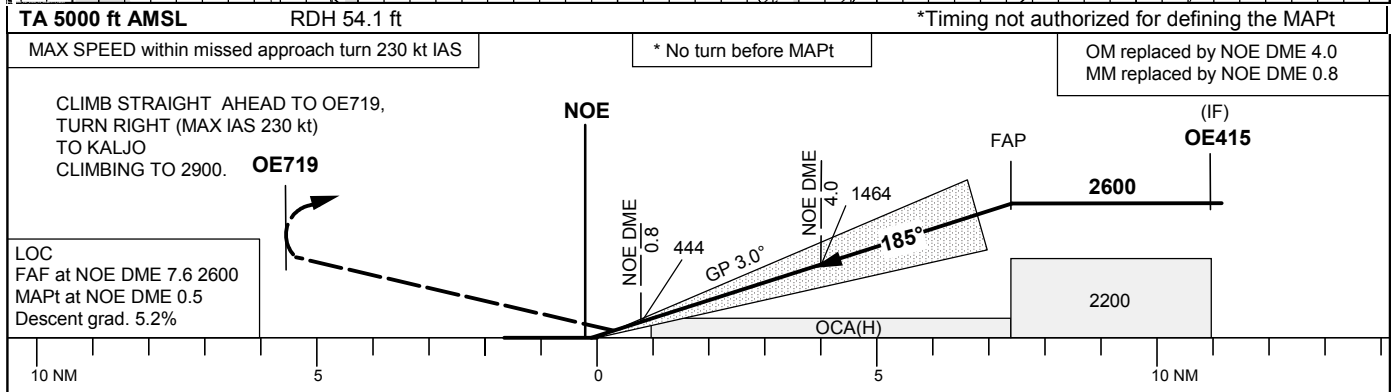 TA 5000 ft AMSL RDH 54.1 ft *Timing not authorized for defining the MAPt
MAX SPEED within missed approach turn 230 kt IAS
* No turn before MAPt
OM replaced by NOE DME 4.0
MM replaced by NOE DME 0.8
CLIMB STRAIGHT AHEAD TO OE719,
TURN RIGHT (MAX IAS 230 kt)
TO KALJO
CLIMBING TO 2900.
OE719
NOE
FAP
(IF)
OE415
NOE DME
0.8
444
GP 3.0°
NOE DME
4.0
1464
185°
2600
LOC
FAF at NOE DME 7.6 2600
MAPt at NOE DME 0.5
Descent grad. 5.2%
OCA(H)
2200
10 NM 5 0 5 10 NM